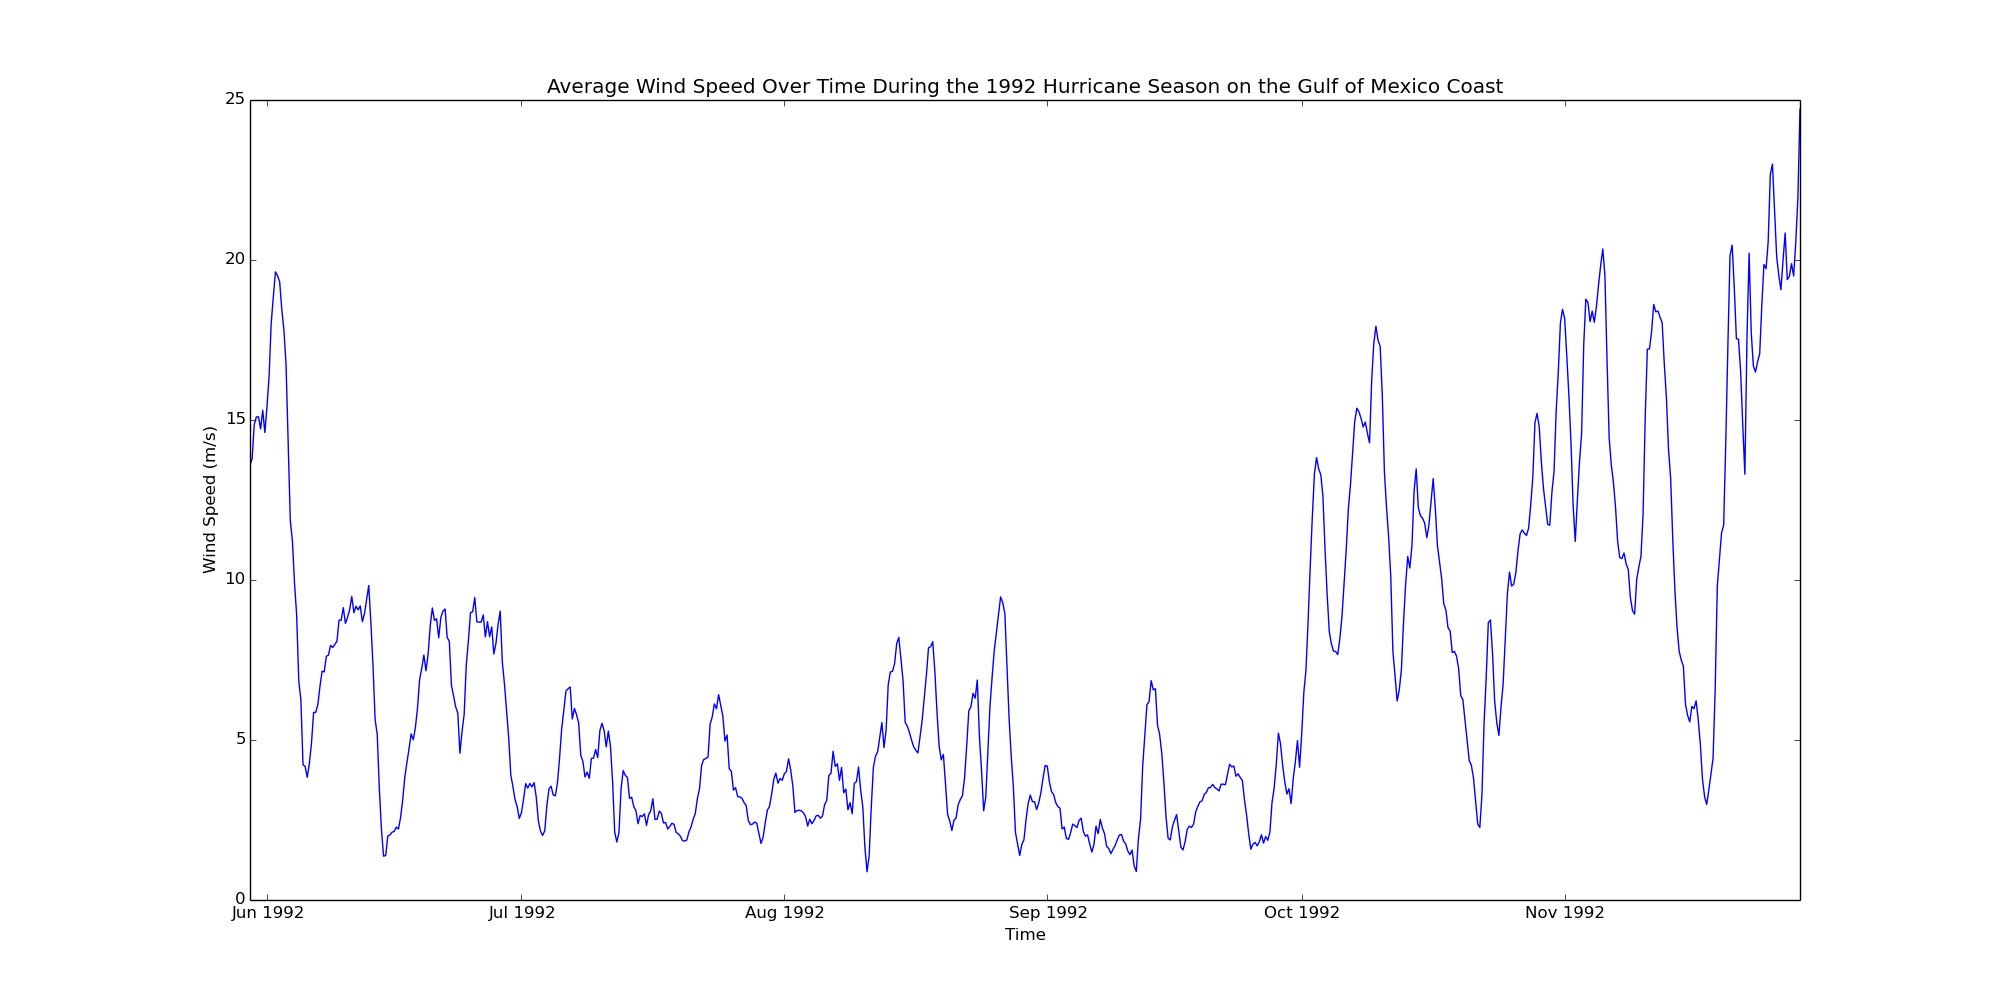 Average Wind Speed Over Time During the 1992 Hurricane Season on the Gulf of Mexico Coast
25
20
15
10
5
0
Wind Speed (m/s)
Jun 1992 Jul 1992 Aug 1992 Sep 1992 Oct 1992 Nov 1992
Time